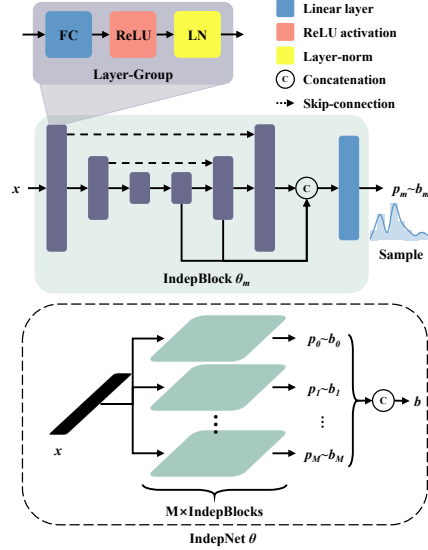 FC
ReLU
LN
Layer-Group
Linear layer
ReLU activation
Layer-norm
C Concatenation
Skip-connection
x
C
p_m~b_m
Sample
IndepBlock θ_m
p_0~b_0
p_1~b_1
⋮
⋮
p_M~b_M
C
b
x
M×IndepBlocks
IndepNet θ